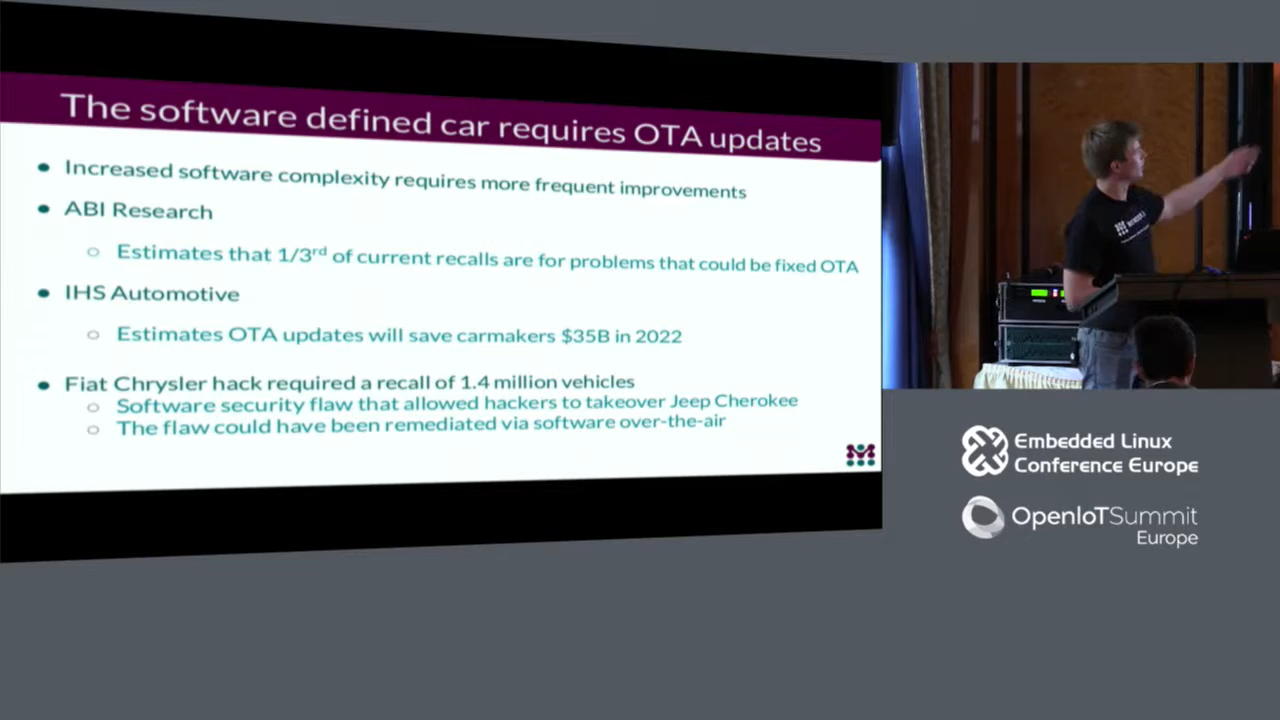 The software defined car requires OTA updates
Increased software complexity requires more frequent improvements
ABI Research
Estimates that 1/3rd of current recalls are for problems that could be fixed OTA
IHS Automotive
Estimates OTA updates will save carmakers $35B in 2022
Fiat Chrysler hack required a recall of 1.4 million vehicles
Software security flaw that allowed hackers to takeover Jeep Cherokee
The flaw could have been remediated via software over-the-air
Embedded Linux
Conference Europe
OpenIoTSummit
Europe